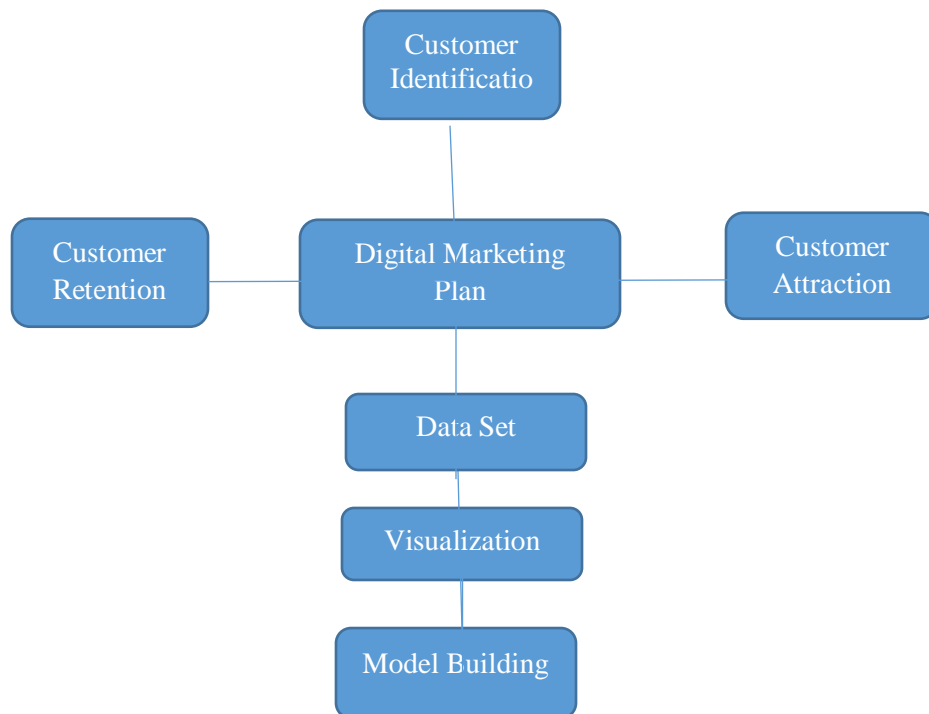 Customer
Identificatio
Customer
Retention
Digital Marketing
Plan
Customer
Attraction
Data Set
Visualization
Model Building